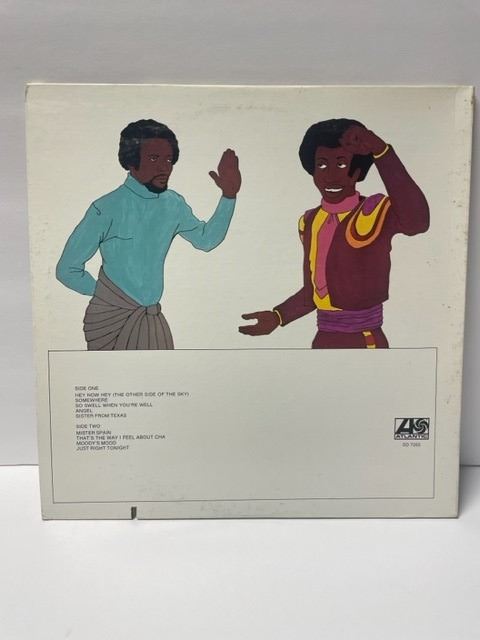 SIDE ONE
HEY NOW HEY (THE OTHER SIDE OF THE SKY)
SOMEWHERE
SO SWELL WHEN YOU'RE WELL
ANGEL
SISTER FROM TEXAS
SIDE TWO
MISTER SPAIN
THAT'S THE WAY I FEEL ABOUT CHA
MOODY'S MOOD
JUST RIGHT TONIGHT
ATLANTIC
SD 7265